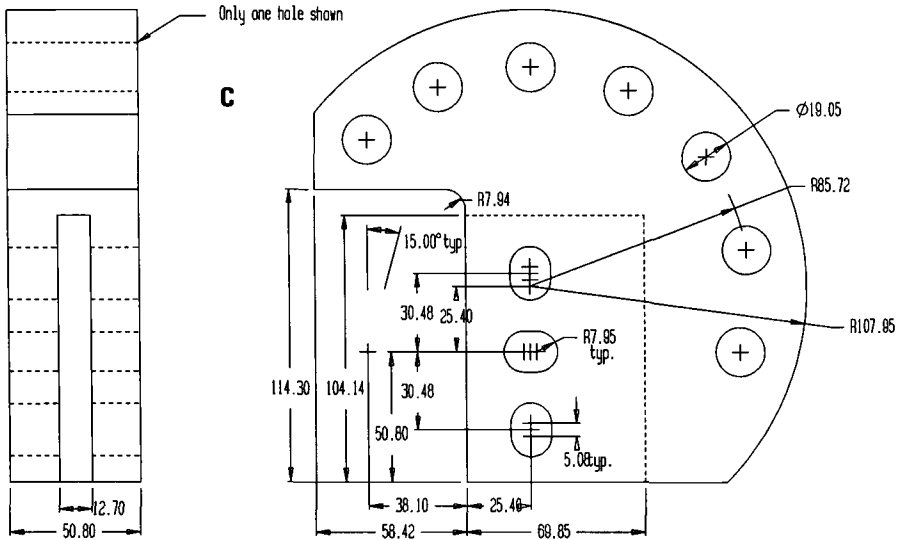 Only one hole shown
C
Ø19.05
R85.72
R7.94
15.00° typ
30.48
25.40
R107.95
R7.95
typ.
114.30
104.14
30.48
50.80
5.08typ.
12.70
38.10
25.40
50.80
58.42
69.85